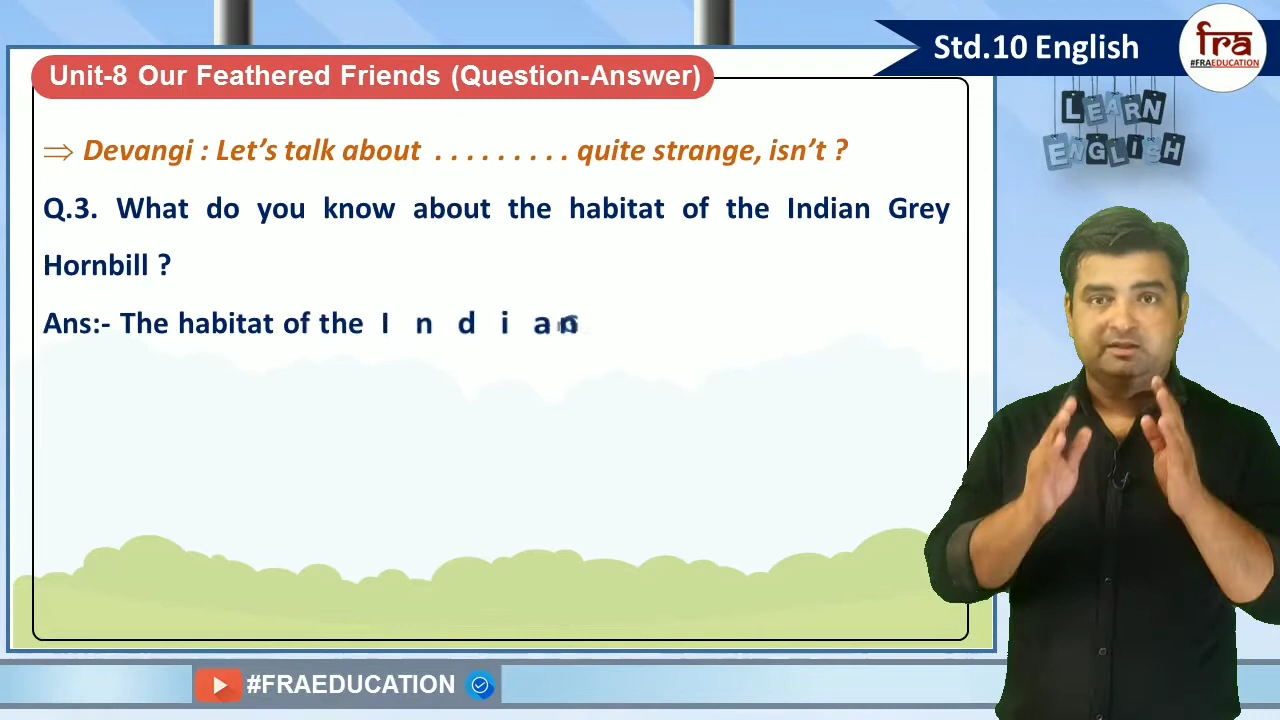 Std.10 English
fra
#FRAEDUCATION
Unit-8 Our Feathered Friends (Question-Answer)
LEARN
ENGLISH
⇒ Devangi : Let’s talk about . . . . . . . . . quite strange, isn’t ?
Q.3. What do you know about the habitat of the Indian Grey
Hornbill ?
Ans:- The habitat of the Indian
#FRAEDUCATION